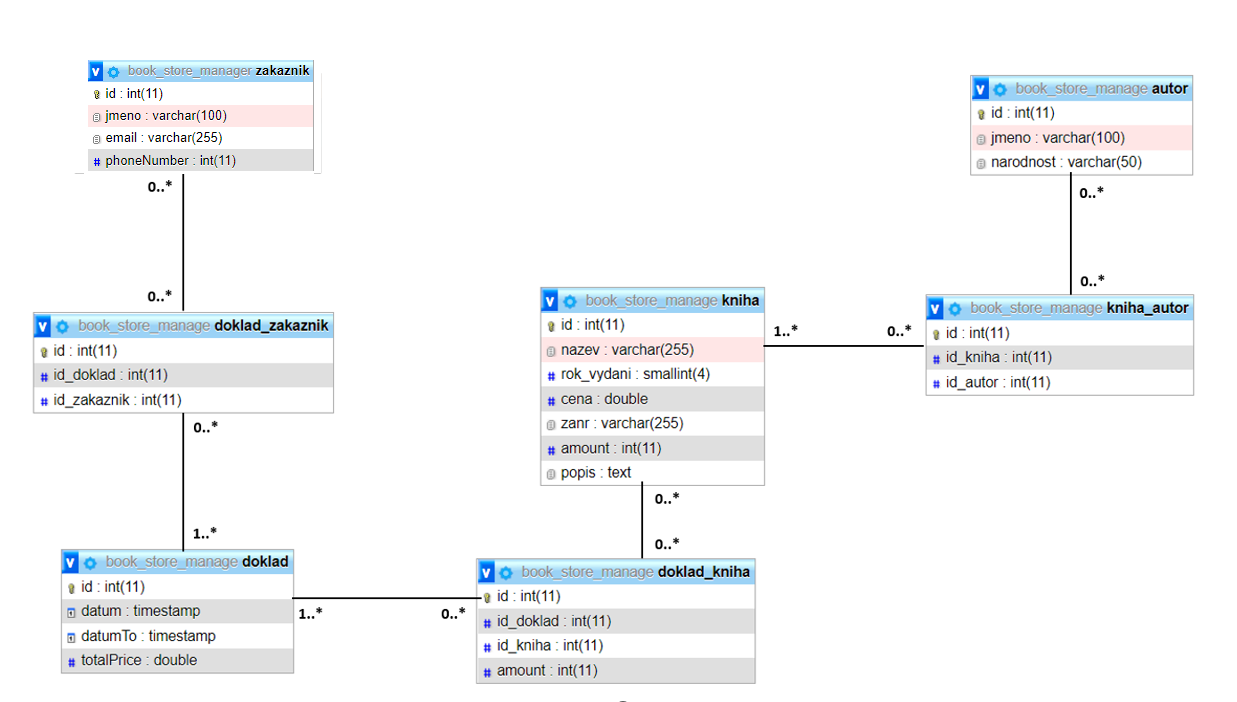 book_store_manager zakaznik
id : int(11)
jmeno : varchar(100)
email : varchar(255)
phoneNumber : int(11)
0..*
0..*
book_store_manage doklad_zakaznik
id : int(11)
id_doklad : int(11)
id_zakaznik : int(11)
0..*
1..*
book_store_manage doklad
id : int(11)
datum : timestamp
datumTo : timestamp
totalPrice : double
1..*
0..*
book_store_manage doklad_kniha
id : int(11)
id_doklad : int(11)
id_kniha : int(11)
amount : int(11)
0..*
0..*
book_store_manage kniha
id : int(11)
nazev : varchar(255)
rok_vydani : smallint(4)
cena : double
zanr : varchar(255)
amount : int(11)
popis : text
1..*
0..*
book_store_manage kniha_autor
id : int(11)
id_kniha : int(11)
id_autor : int(11)
0..*
0..*
book_store_manage autor
id : int(11)
jmeno : varchar(100)
narodnost : varchar(50)